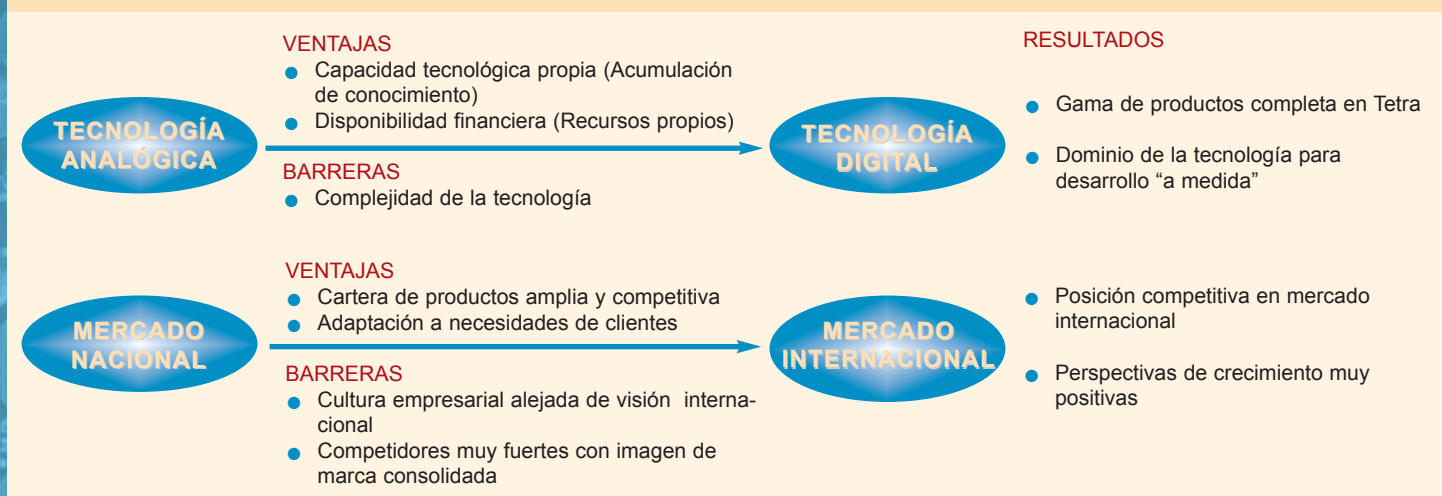 VENTAJAS
● Capacidad tecnológica propia (Acumulación
de conocimiento)
● Disponibilidad financiera (Recursos propios)
TECNOLOGÍA
ANALÓGICA
BARRERAS
● Complejidad de la tecnología
TECNOLOGÍA
DIGITAL
RESULTADOS
● Gama de productos completa en Tetra
● Dominio de la tecnología para
desarrollo “a medida”
VENTAJAS
● Cartera de productos amplia y competitiva
● Adaptación a necesidades de clientes
MERCADO
NACIONAL
BARRERAS
● Cultura empresarial alejada de visión interna-
cional
● Competidores muy fuertes con imagen de
marca consolidada
MERCADO
INTERNACIONAL
● Posición competitiva en mercado
internacional
● Perspectivas de crecimiento muy
positivas